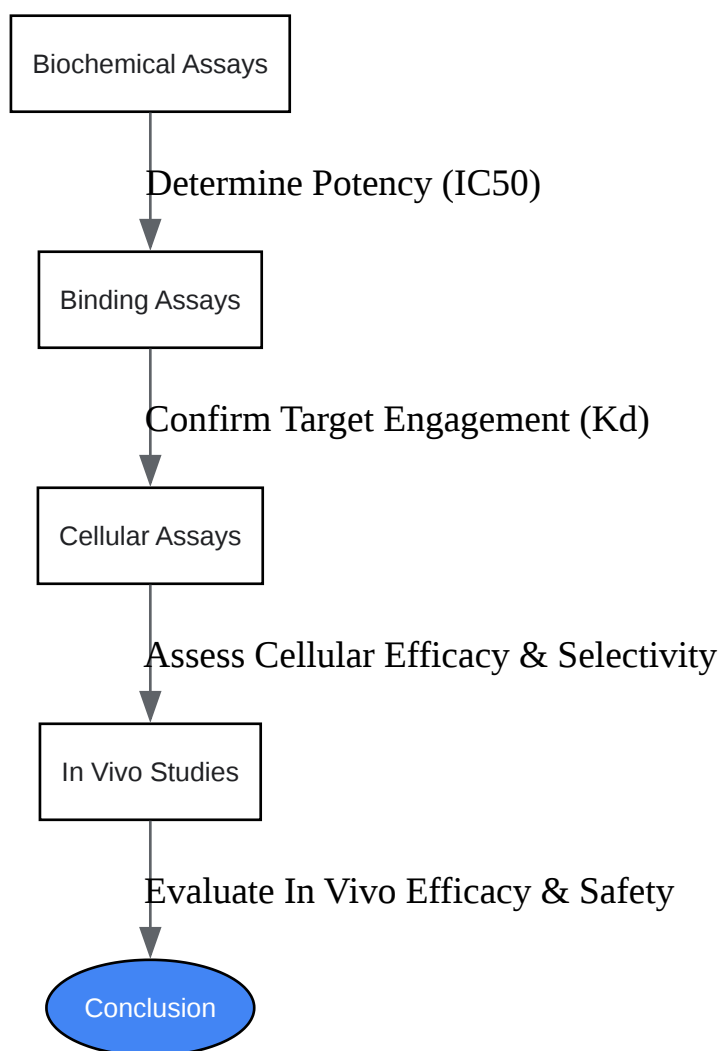 Biochemical Assays
Determine Potency (IC50)
Binding Assays
Confirm Target Engagement (Kd)
Cellular Assays
Assess Cellular Efficacy & Selectivity
In Vivo Studies
Evaluate In Vivo Efficacy & Safety
Conclusion